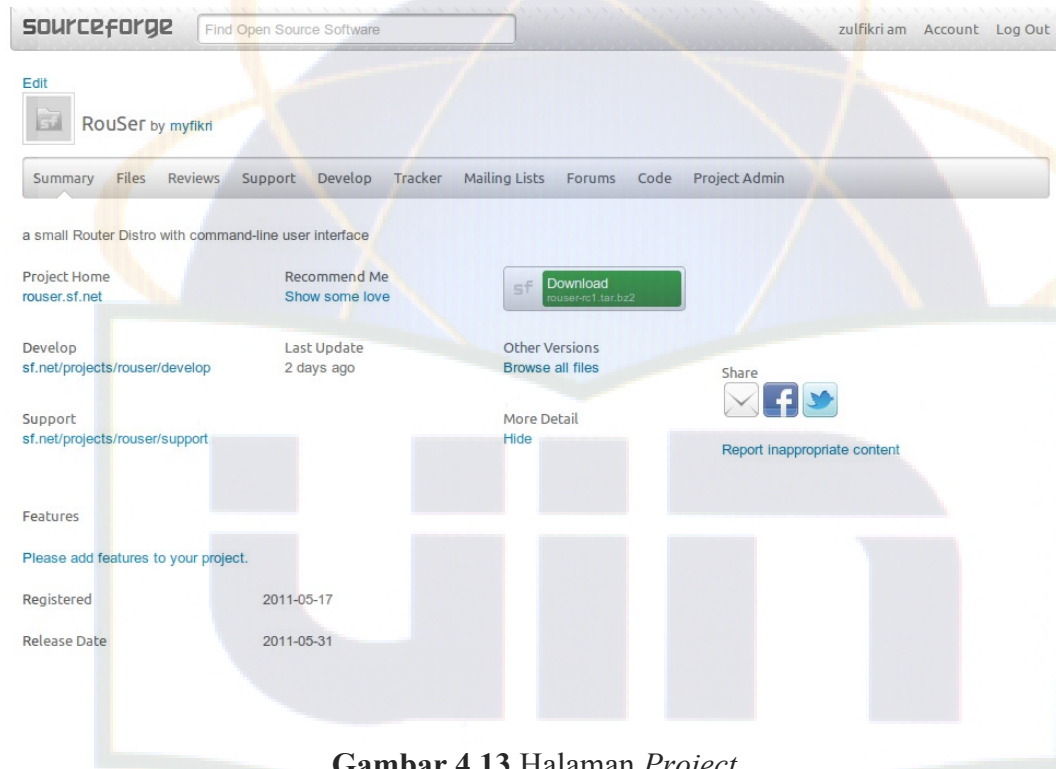 sourceforge Find Open Source Software zulfikri am Account Log Out
Edit
sf
RouSer by myfikri
Summary Files Reviews Support Develop Tracker Mailing Lists Forums Code Project Admin
a small Router Distro with command-line user interface
Project Home
rouser.sf.net
Recommend Me
Show some love
sf Download
rouser-rc1.tar.bz2
Develop
sf.net/projects/rouser/develop
Last Update
2 days ago
Other Versions
Browse all files
Share
f
Support
sf.net/projects/rouser/support
More Detail
Hide
Report inappropriate content
Features
Please add features to your project.
Registered 2011-05-17
Release Date 2011-05-31
uin
Gambar 4.13 Halaman Project